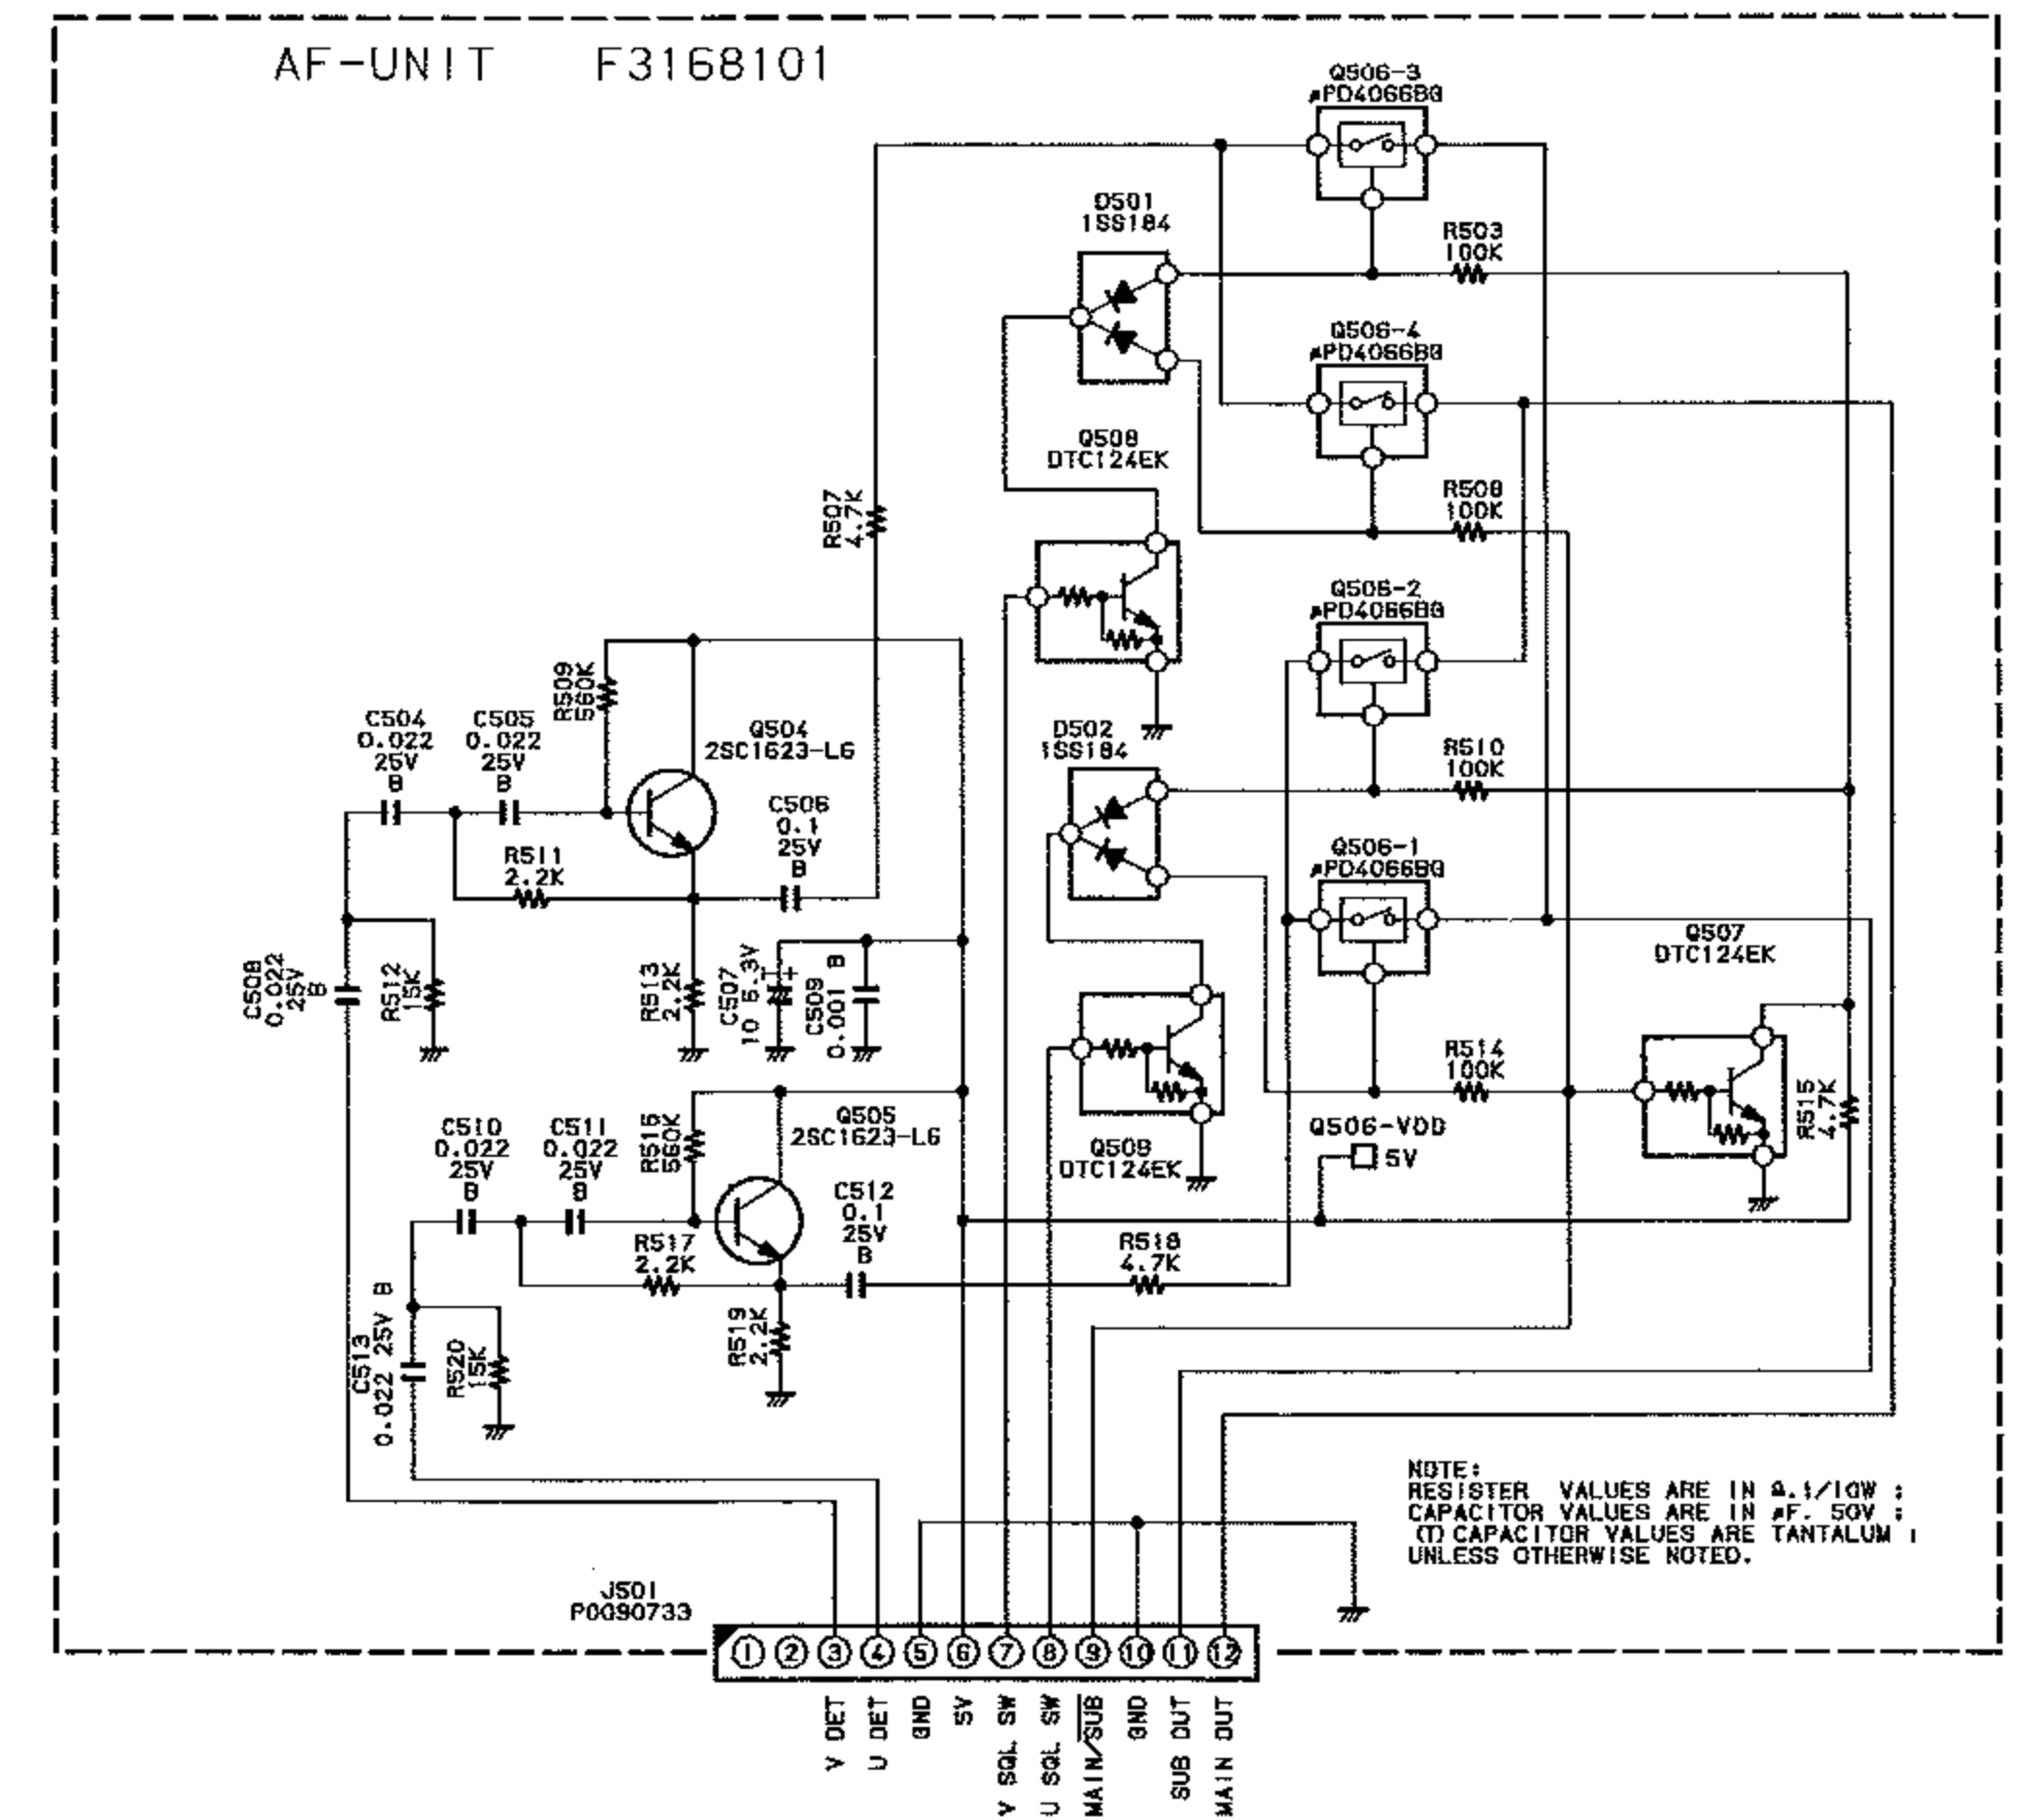 AF-UNIT F3168101
Q506-3
μPD4066BG
D501
1SS184
R503
100K
Q506-4
μPD4066BG
Q508
DTC124EK
R508
100K
R507
4.7K
Q506-2
μPD4066BG
R509
560K
C504
0.022
25V
B
C505
0.022
25V
B
Q504
2SC1623-L6
D502
1SS184
R510
100K
C506
0.1
25V
B
Q506-1
μPD4066BG
R511
2.2K
Q507
DTC124EK
C508
0.022
25V
B
R512
15K
R513
2.2K
C507
10 6.3V
+
C509
0.001 B
R514
100K
R515
4.7K
C510
0.022
25V
B
C511
0.022
25V
B
R516
560K
Q505
2SC1623-L6
Q509
DTC124EK
Q506-VDD
5V
C512
0.1
25V
B
R517
2.2K
R518
4.7K
C513
0.022 25V B
R520
15K
R519
2.2K
NOTE:
RESISTER VALUES ARE IN Ω.1/10W ;
CAPACITOR VALUES ARE IN μF. 50V ;
(T) CAPACITOR VALUES ARE TANTALUM ;
UNLESS OTHERWISE NOTED.
J501
P0090733
1 2 3 4 5 6 7 8 9 10 11 12
V DET
U DET
GND
5V
V SQL SW
U SQL SW
MAIN/SUB
GND
SUB OUT
MAIN OUT